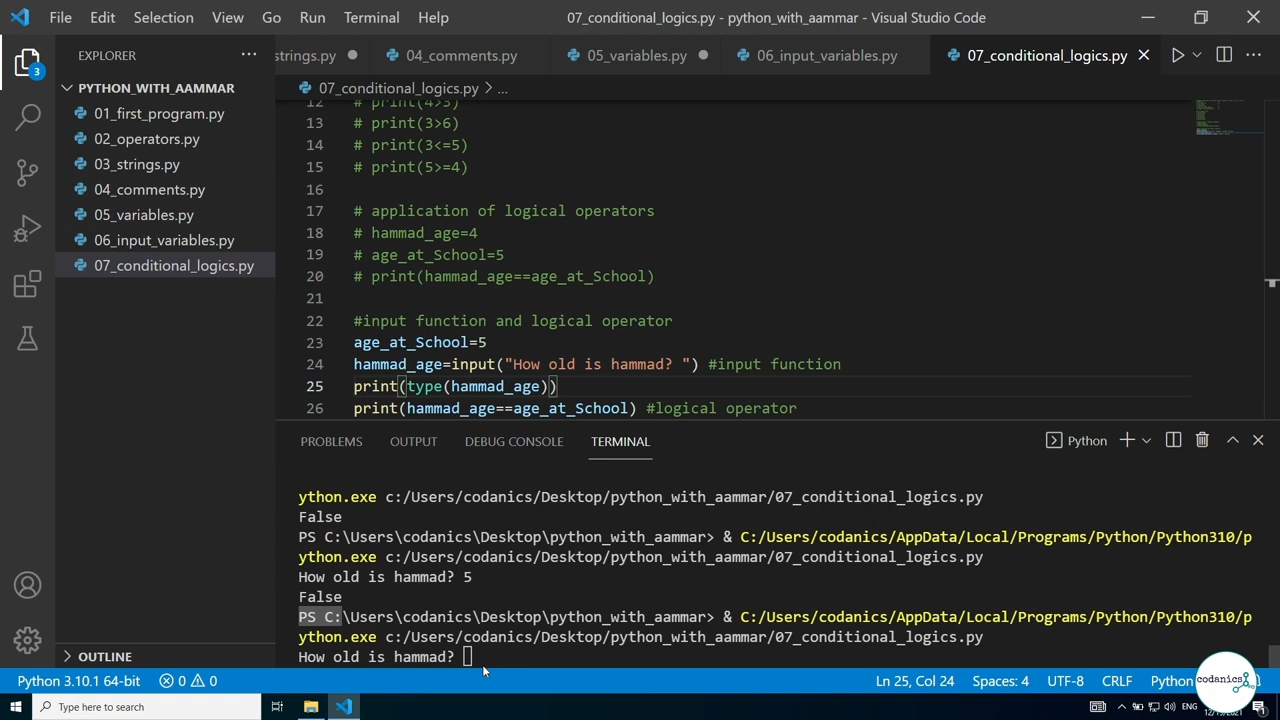 File Edit Selection View Go Run Terminal Help 07_conditional_logics.py - python_with_aammar - Visual Studio Code
EXPLORER ... strings.py 04_comments.py 05_variables.py 06_input_variables.py 07_conditional_logics.py
3
PYTHON_WITH_AAMMAR
01_first_program.py
02_operators.py
03_strings.py
04_comments.py
05_variables.py
06_input_variables.py
07_conditional_logics.py
OUTLINE
07_conditional_logics.py > ...
12 # print(4>3)
13 # print(3>6)
14 # print(3<=5)
15 # print(5>=4)
16
17 # application of logical operators
18 # hammad_age=4
19 # age_at_School=5
20 # print(hammad_age==age_at_School)
21
22 #input function and logical operator
23 age_at_School=5
24 hammad_age=input("How old is hammad? ") #input function
25 print(type(hammad_age))
26 print(hammad_age==age_at_School) #logical operator
PROBLEMS OUTPUT DEBUG CONSOLE TERMINAL Python
ython.exe c:/Users/codanics/Desktop/python_with_aammar/07_conditional_logics.py
False
PS C:\Users\codanics\Desktop\python_with_aammar> & C:/Users/codanics/AppData/Local/Programs/Python/Python310/p
ython.exe c:/Users/codanics/Desktop/python_with_aammar/07_conditional_logics.py
How old is hammad? 5
False
PS C:\Users\codanics\Desktop\python_with_aammar> & C:/Users/codanics/AppData/Local/Programs/Python/Python310/p
ython.exe c:/Users/codanics/Desktop/python_with_aammar/07_conditional_logics.py
How old is hammad?
Python 3.10.1 64-bit 0 0 Ln 25, Col 24 Spaces: 4 UTF-8 CRLF Python
codanics
Type here to search ENG